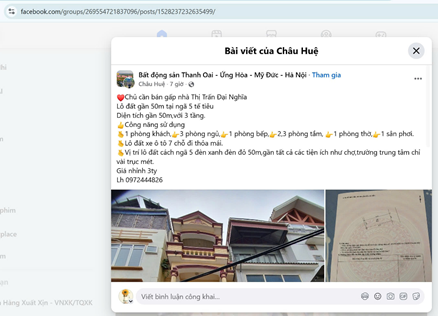 facebook.com/groups/269554721837096/posts/1528237232635499/
Bài viết của Châu Huệ
Bất động sản Thanh Oai - Ứng Hòa - Mỹ Đức - Hà Nội · Tham gia
Châu Huệ · 7 giờ ·
❤️Chủ cần bán gấp nhà Thị Trấn Đại Nghĩa
Lô đất gần 50m tại ngã 5 tế tiêu
Diện tích gần 50m,với 3 tầng.
👍Công năng sử dụng
👉1 phòng khách,👉3 phòng ngủ,👉1 phòng bếp,👉2,3 phòng tắm, 👉1 phòng thờ,👉1 sân phơi.
👉Lô đất xe ô tô 7 chỗ đi thỏa mái.
👉Vị trí lô đất cách ngã 5 đèn xanh đèn đỏ 50m,gần tất cả các tiện ích như chợ,trường trung tâm chỉ
vài trục mét.
Giá nhỉnh 3ty
Lh 0972444826
phim
place
Viết bình luận công khai...
Hàng Xuất Xịn - VNXK/TQXK